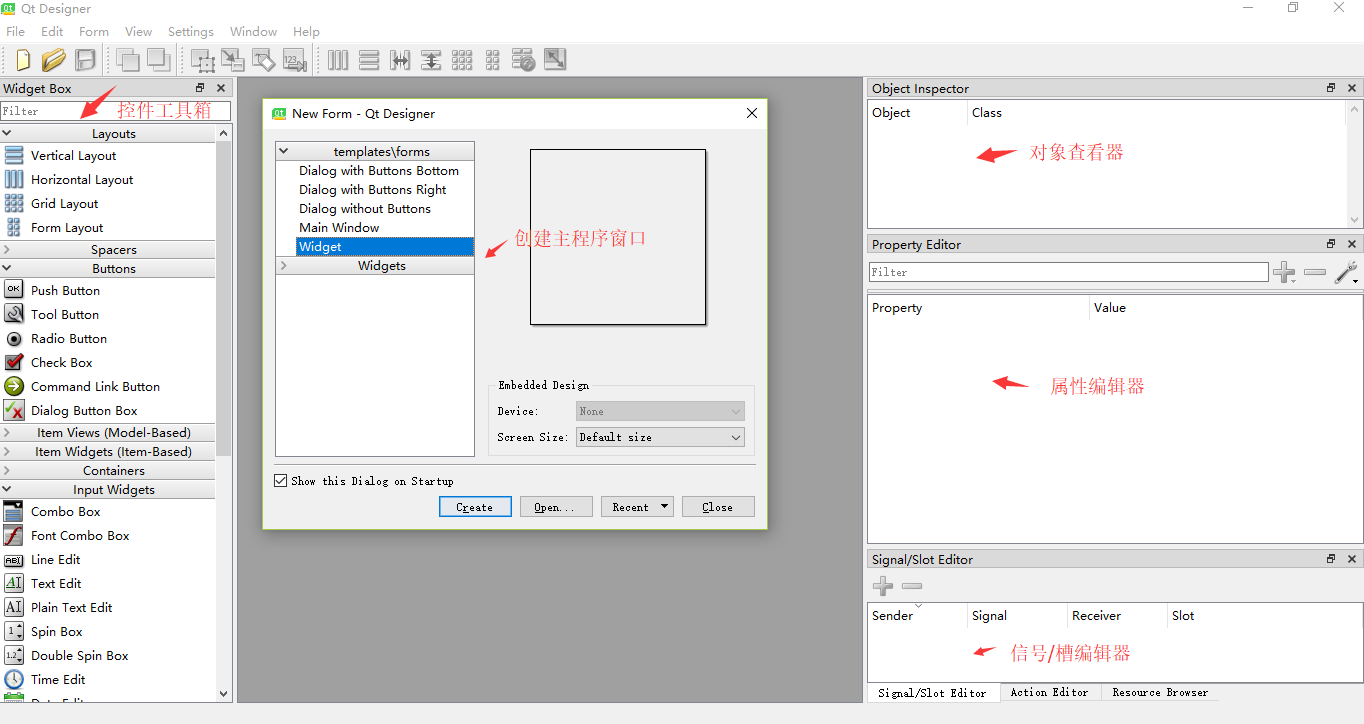 Qt Designer
File Edit Form View Settings Window Help
Widget Box
控件工具箱
Filter
Layouts
Vertical Layout
Horizontal Layout
Grid Layout
Form Layout
Spacers
Buttons
OK
Push Button
Tool Button
Radio Button
Check Box
Command Link Button
Dialog Button Box
Item Views (Model-Based)
Item Widgets (Item-Based)
Containers
Input Widgets
Combo Box
Font Combo Box
Line Edit
Text Edit
Plain Text Edit
Spin Box
Double Spin Box
Time Edit
New Form - Qt Designer
templates\forms
Dialog with Buttons Bottom
Dialog with Buttons Right
Dialog without Buttons
Main Window
Widget
Widgets
创建主程序窗口
Embedded Design
Device: None
Screen Size: Default size
Show this Dialog on Startup
Create Open... Recent Close
Object Inspector
Object Class
对象查看器
Property Editor
Filter
Property Value
属性编辑器
Signal/Slot Editor
Sender Signal Receiver Slot
信号/槽编辑器
Signal/Slot Editor Action Editor Resource Browser